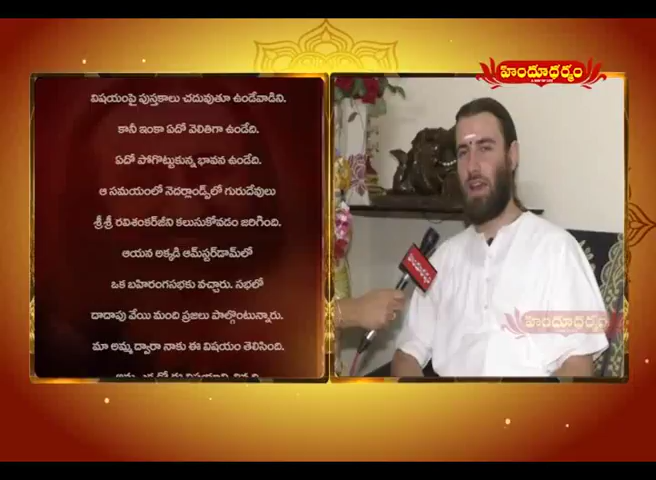 హిందూధర్మం
విషయంపై పుస్తకాలు చదువుతూ ఉండేవాడిని.
కానీ ఇంకా ఏదో వెలితిగా ఉండేది.
ఏదో పోగొట్టుకున్న భావన ఉండేది.
ఆ సమయంలో నెదర్లాండ్స్‌లో గురుదేవులు
శ్రీశ్రీ రవిశంకర్‌జీని కలుసుకోవడం జరిగింది.
ఆయన అక్కడి ఆమ్‌స్టర్‌డామ్‌లో
ఒక బహిరంగసభకు వచ్చారు. సభలో
దాదాపు వేయి మంది ప్రజలు పాల్గొంటున్నారు.
మా అమ్మ ద్వారా నాకు ఈ విషయం తెలిసింది.
హిందూధర్మం
హిందూధర్మం